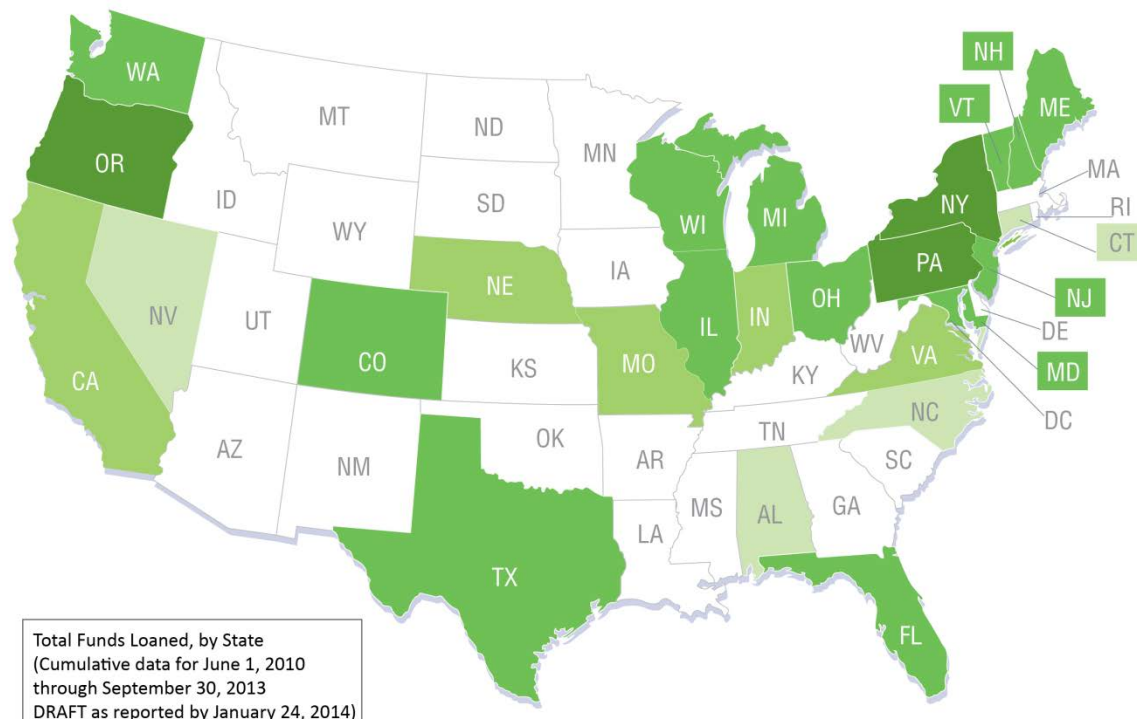 WA
NH
VT
ME
MT
ND
MN
OR
MA
ID
SD
WI
MI
NY
RI
WY
CT
IA
PA
NE
NJ
NV
UT
IL
IN
OH
DE
CO
WV
CA
KS
MO
VA
MD
KY
DC
NC
TN
OK
AZ
NM
AR
SC
MS
AL
GA
LA
TX
FL
Total Funds Loaned, by State
(Cumulative data for June 1, 2010
through September 30, 2013
DRAFT as reported by January 24, 2014)